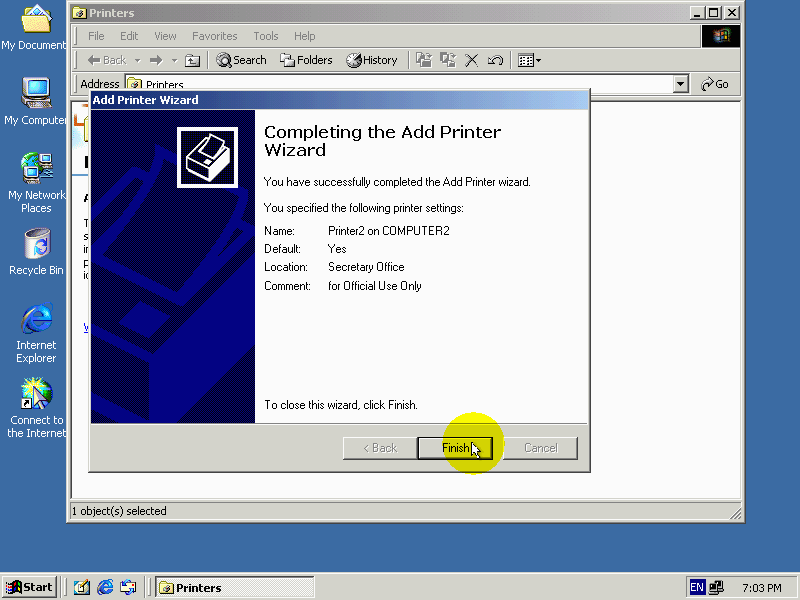 My Document
My Computer
My Network
Places
Recycle Bin
Internet
Explorer
Connect to
the Internet
Printers
File Edit View Favorites Tools Help
Back
Search Folders History
Address Printers Go
Add Printer Wizard
Completing the Add Printer
Wizard
You have successfully completed the Add Printer wizard.
You specified the following printer settings:
Name: Printer2 on COMPUTER2
Default: Yes
Location: Secretary Office
Comment: for Official Use Only
To close this wizard, click Finish.
< Back Finish Cancel
1 object(s) selected
Start Printers EN 7:03 PM